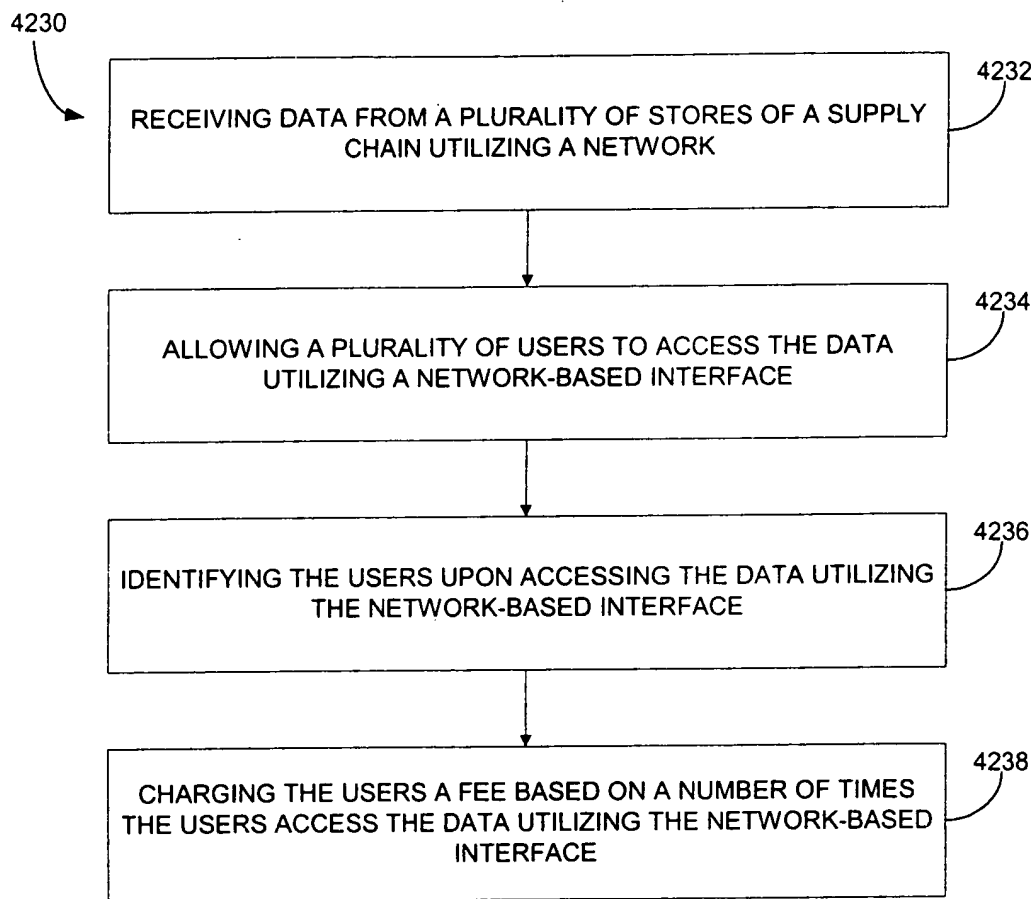 4230
4232
RECEIVING DATA FROM A PLURALITY OF STORES OF A SUPPLY
CHAIN UTILIZING A NETWORK
4234
ALLOWING A PLURALITY OF USERS TO ACCESS THE DATA
UTILIZING A NETWORK-BASED INTERFACE
4236
IDENTIFYING THE USERS UPON ACCESSING THE DATA UTILIZING
THE NETWORK-BASED INTERFACE
4238
CHARGING THE USERS A FEE BASED ON A NUMBER OF TIMES
THE USERS ACCESS THE DATA UTILIZING THE NETWORK-BASED
INTERFACE